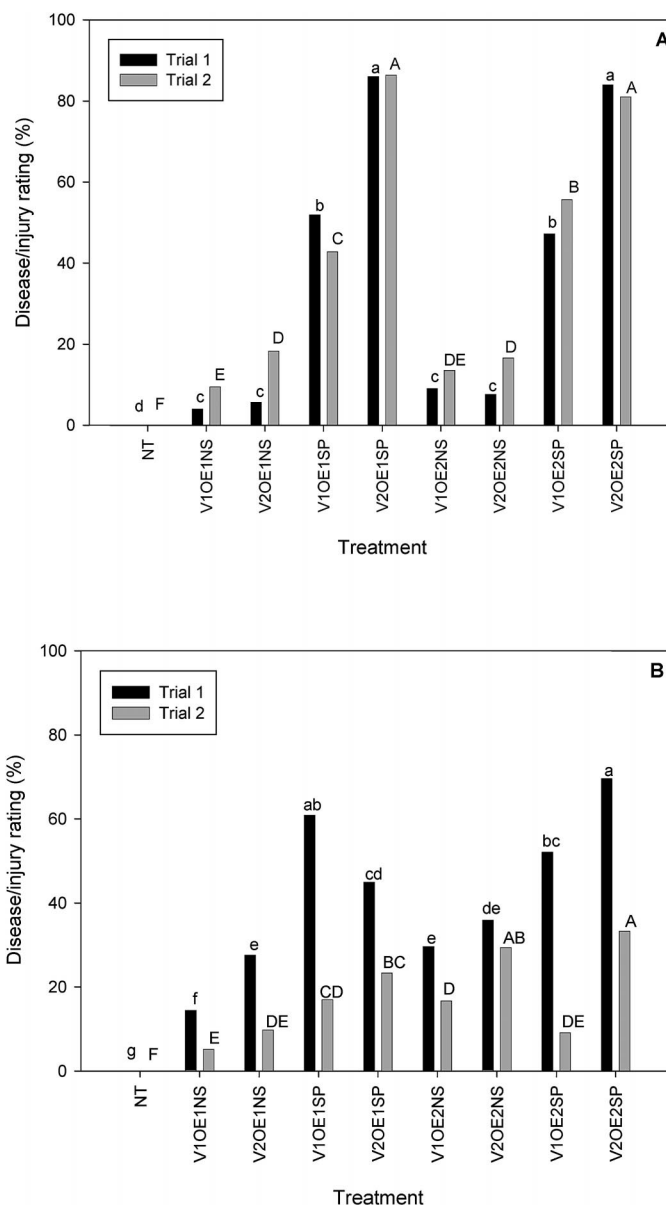 A
Trial 1
Trial 2
100
80
60
40
20
0
Disease/injury rating (%)
d F c E c D b C a A c DE c D b B a A
NT V1OE1NS V2OE1NS V1OE1SP V2OE1SP V1OE2NS V2OE2NS V1OE2SP V2OE2SP
Treatment
B
Trial 1
Trial 2
100
80
60
40
20
0
Disease/injury rating (%)
g F f E e DE ab CD cd BC e D de AB bc DE a A
NT V1OE1NS V2OE1NS V1OE1SP V2OE1SP V1OE2NS V2OE2NS V1OE2SP V2OE2SP
Treatment